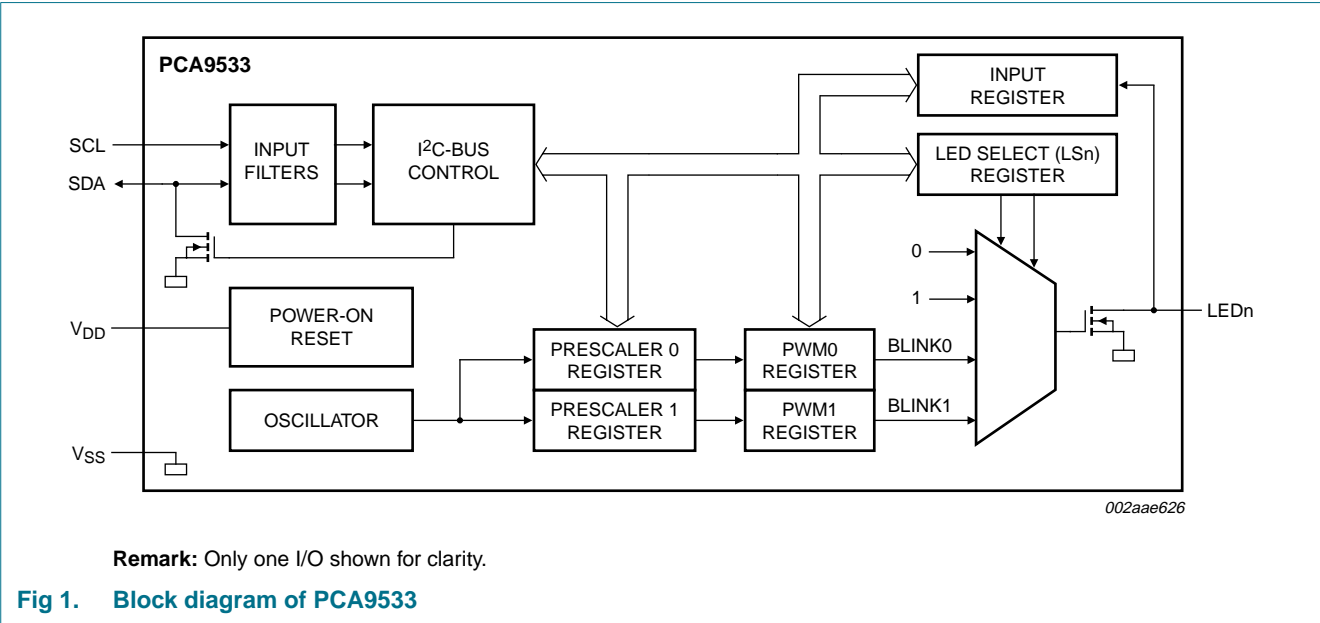 PCA9533
SCL
SDA
INPUT
FILTERS
I2C-BUS
CONTROL
INPUT
REGISTER
LED SELECT (LSn)
REGISTER
0
1
VDD
POWER-ON
RESET
OSCILLATOR
VSS
PRESCALER 0
REGISTER
PRESCALER 1
REGISTER
PWM0
REGISTER
PWM1
REGISTER
BLINK0
BLINK1
LEDn
002aae626
Remark: Only one I/O shown for clarity.
Fig 1. Block diagram of PCA9533